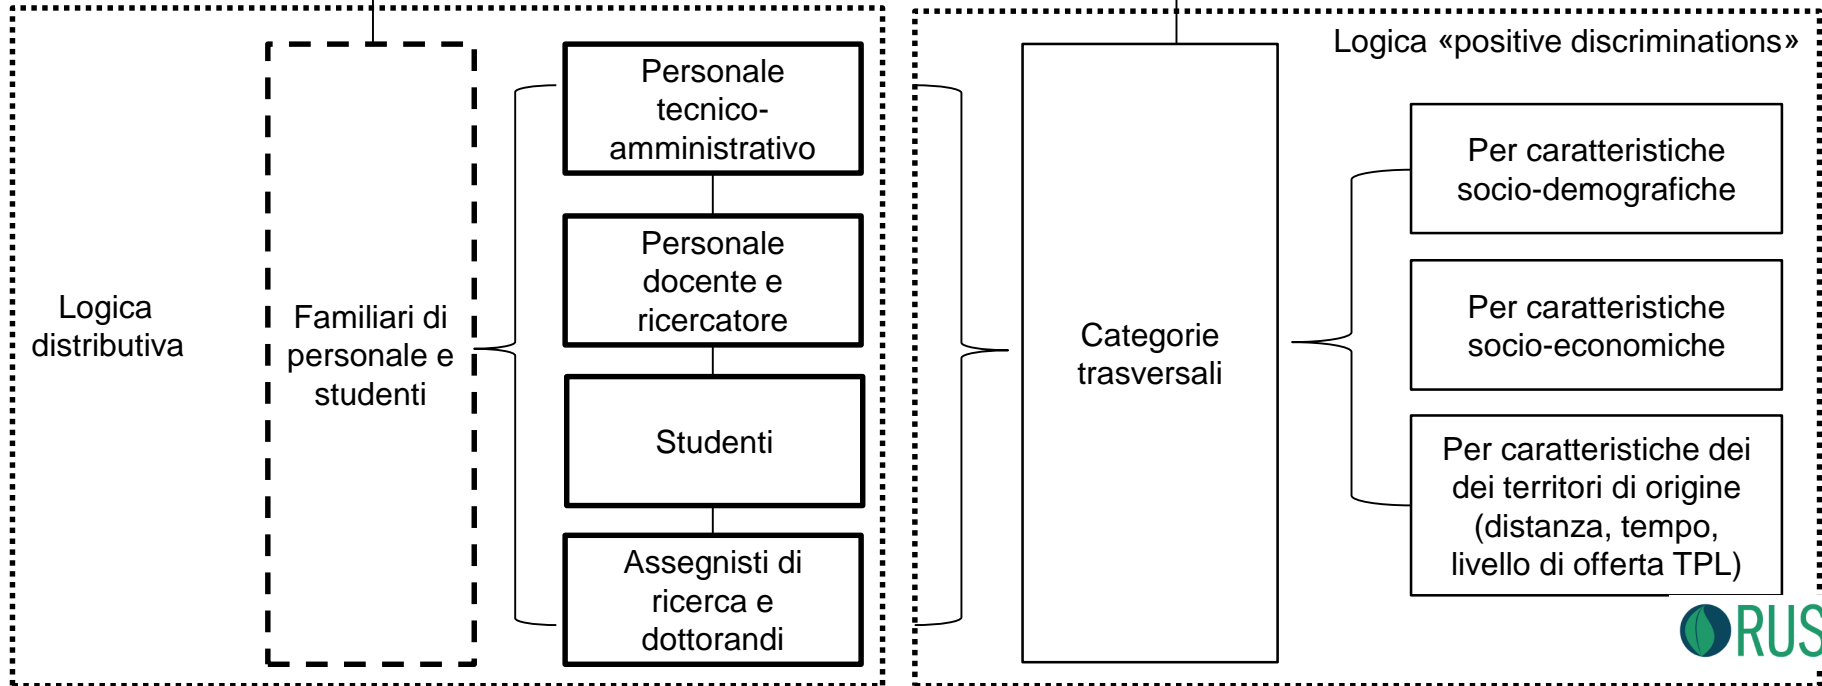 Logica
distributiva
Familiari di
personale e
studenti
Personale
tecnico-
amministrativo
Personale
docente e
ricercatore
Studenti
Assegnisti di
ricerca e
dottorandi
Logica «positive discriminations»
Categorie
trasversali
Per caratteristiche
socio-demografiche
Per caratteristiche
socio-economiche
Per caratteristiche dei
dei territori di origine
(distanza, tempo,
livello di offerta TPL)
RUS